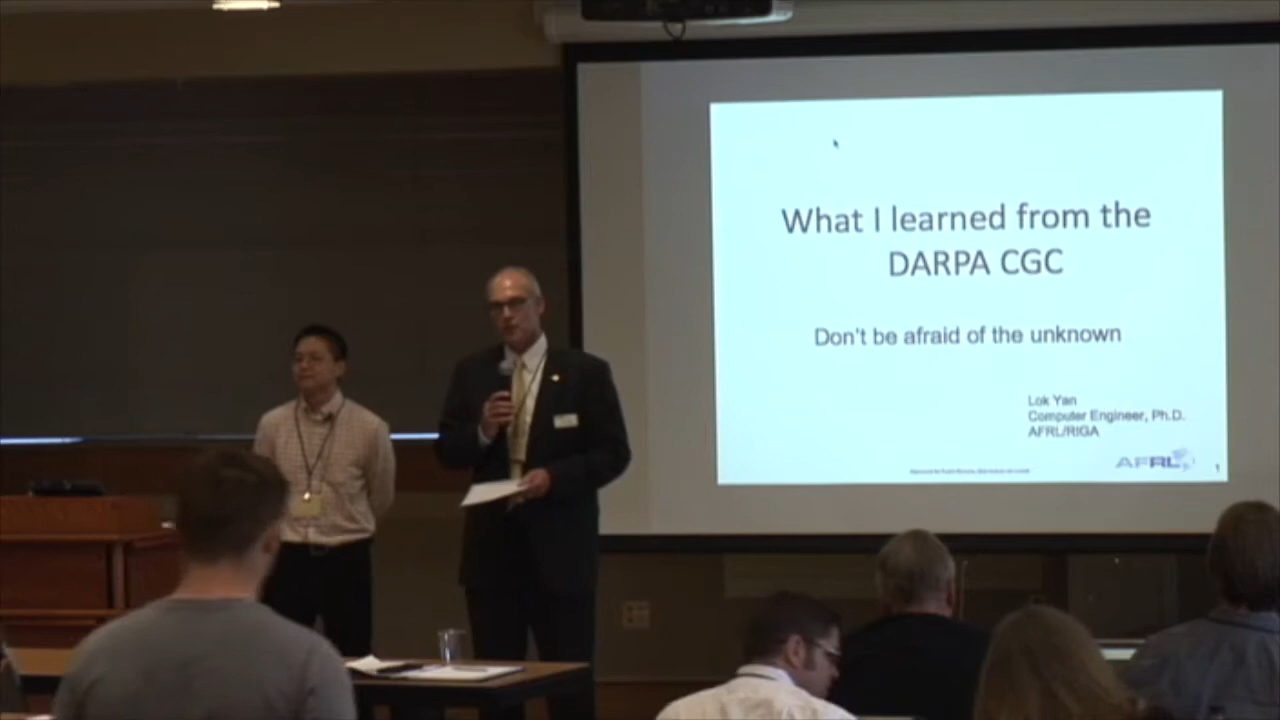 What I learned from the
DARPA CGC
Don't be afraid of the unknown
Lok Yan
Computer Engineer, Ph.D.
AFRL/RIGA
AFRL
1